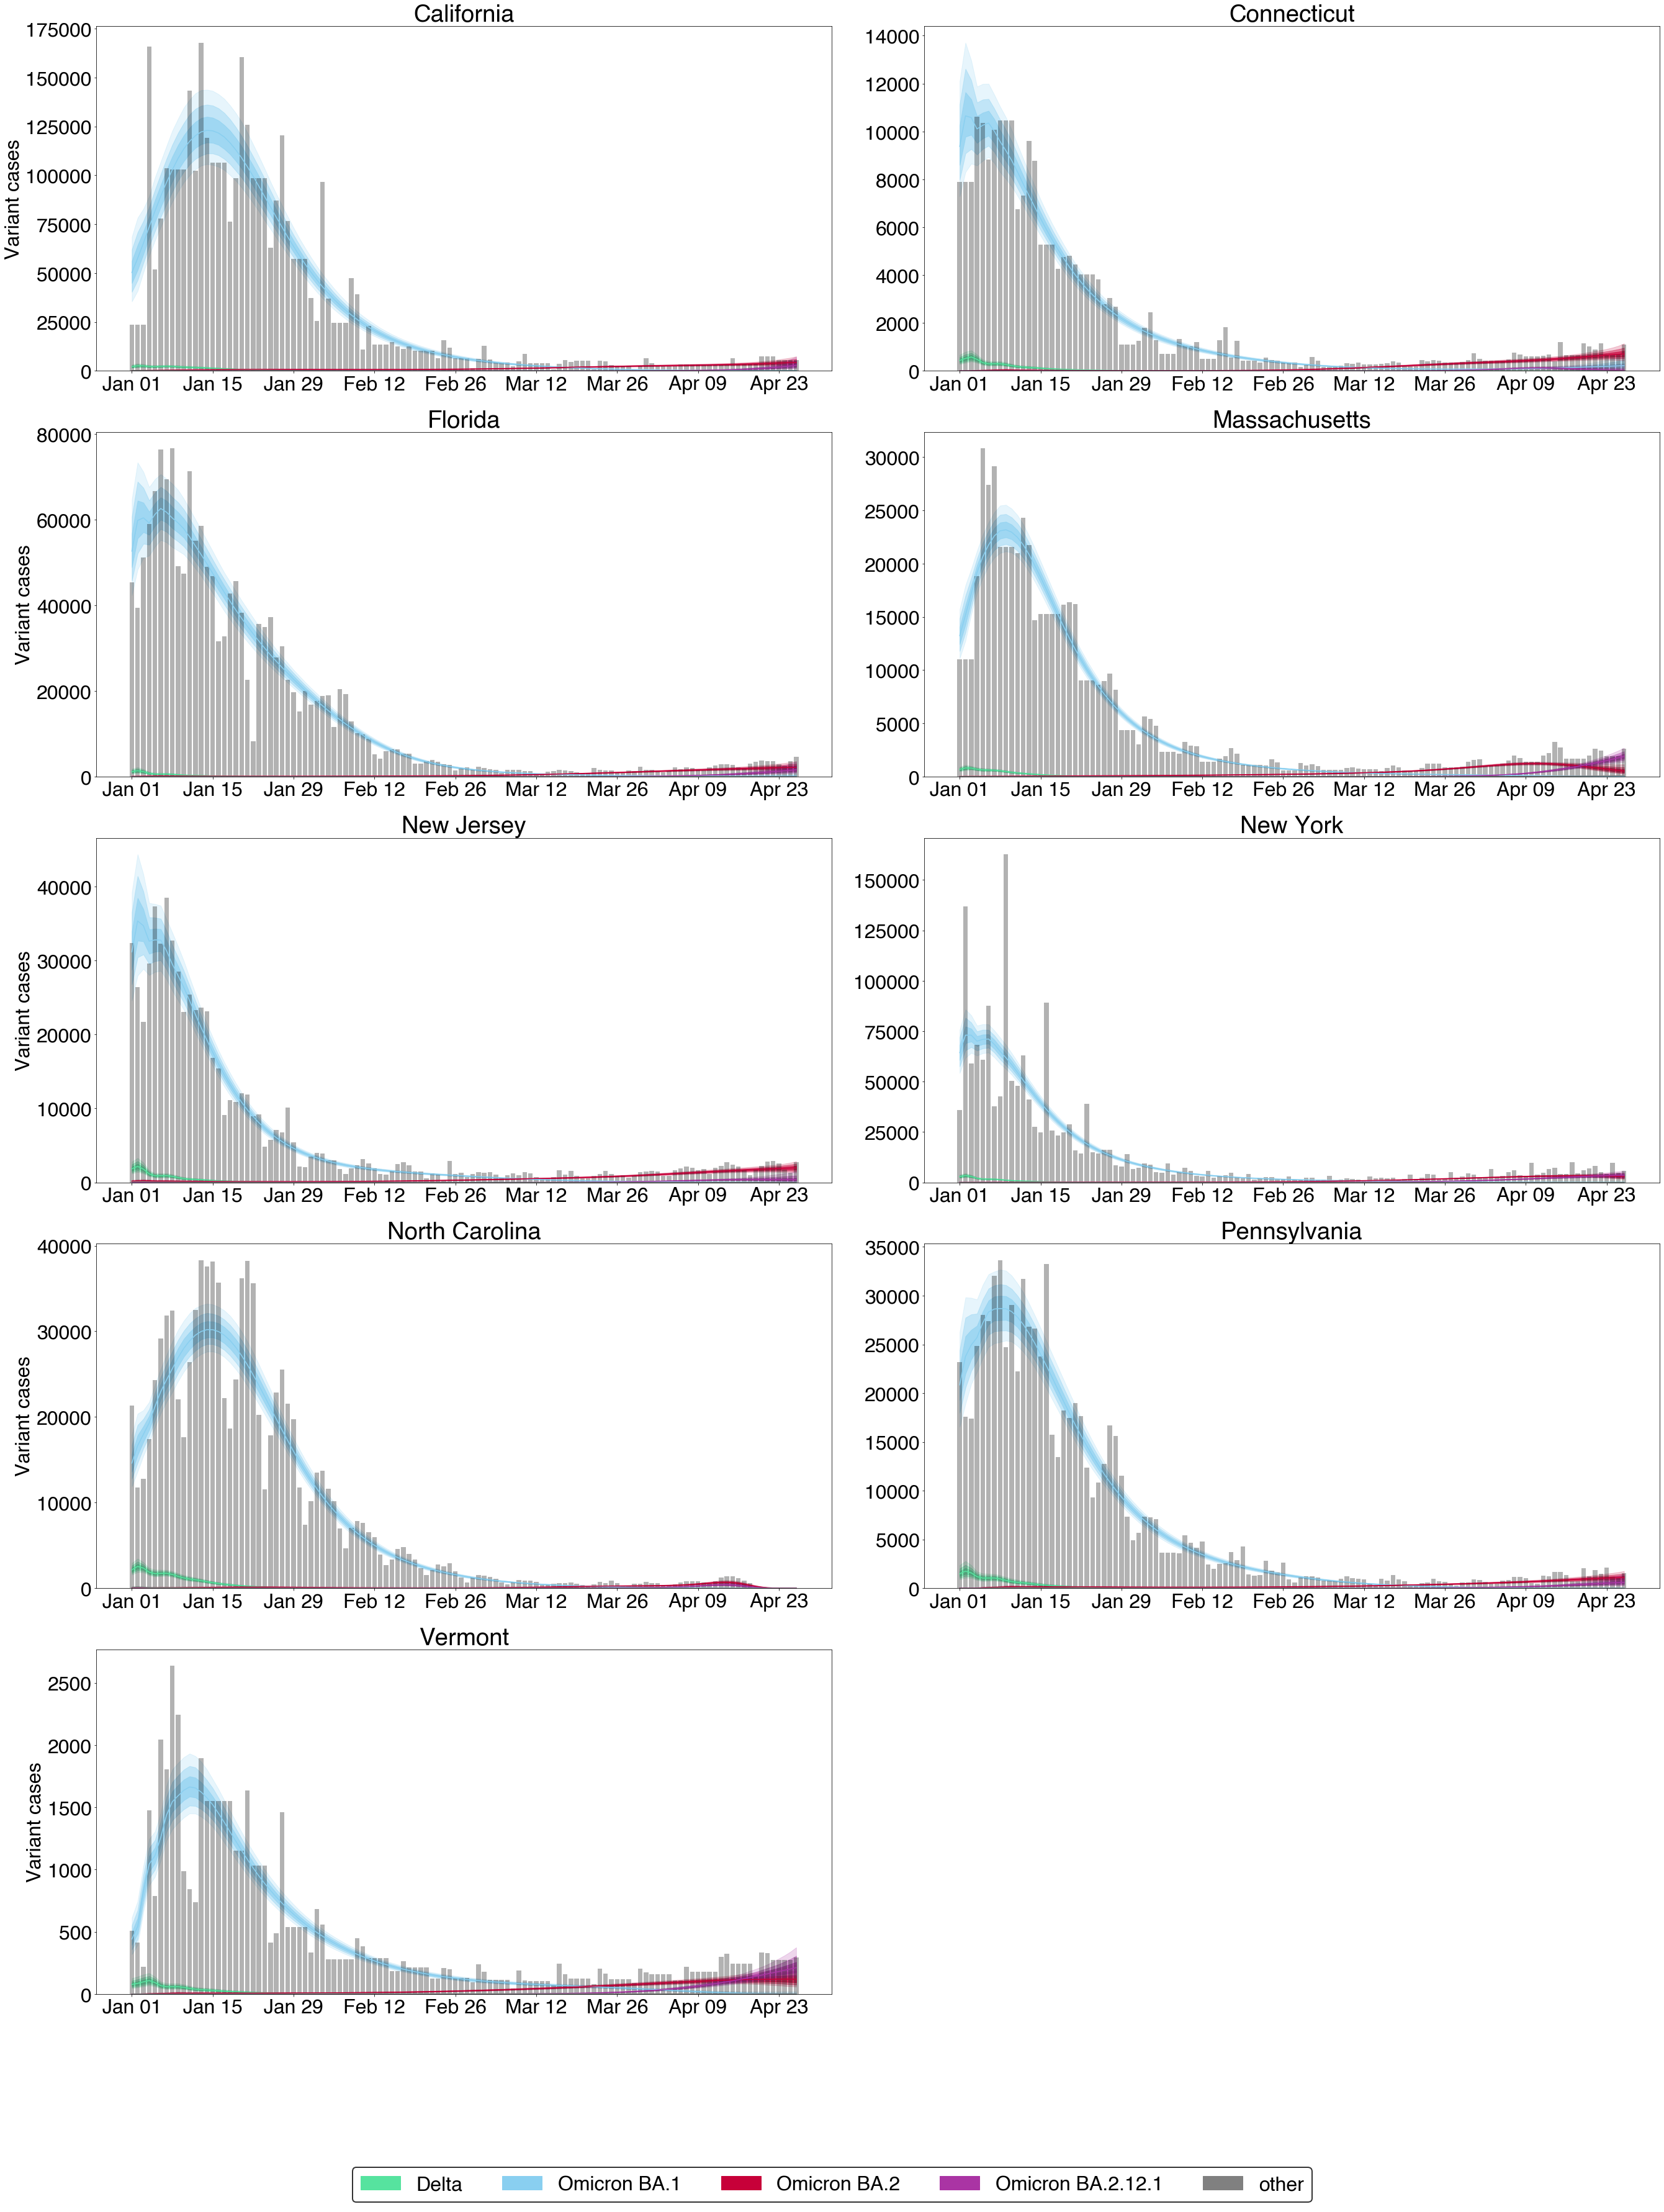 California
Connecticut
Variant cases
175000
150000
125000
100000
75000
50000
25000
0
Jan 01 Jan 15 Jan 29 Feb 12 Feb 26 Mar 12 Mar 26 Apr 09 Apr 23
14000
12000
10000
8000
6000
4000
2000
0
Jan 01 Jan 15 Jan 29 Feb 12 Feb 26 Mar 12 Mar 26 Apr 09 Apr 23
Florida
Massachusetts
Variant cases
80000
60000
40000
20000
0
Jan 01 Jan 15 Jan 29 Feb 12 Feb 26 Mar 12 Mar 26 Apr 09 Apr 23
30000
25000
20000
15000
10000
5000
0
Jan 01 Jan 15 Jan 29 Feb 12 Feb 26 Mar 12 Mar 26 Apr 09 Apr 23
New Jersey
New York
Variant cases
40000
30000
20000
10000
0
Jan 01 Jan 15 Jan 29 Feb 12 Feb 26 Mar 12 Mar 26 Apr 09 Apr 23
150000
125000
100000
75000
50000
25000
0
Jan 01 Jan 15 Jan 29 Feb 12 Feb 26 Mar 12 Mar 26 Apr 09 Apr 23
North Carolina
Pennsylvania
Variant cases
40000
30000
20000
10000
0
Jan 01 Jan 15 Jan 29 Feb 12 Feb 26 Mar 12 Mar 26 Apr 09 Apr 23
35000
30000
25000
20000
15000
10000
5000
0
Jan 01 Jan 15 Jan 29 Feb 12 Feb 26 Mar 12 Mar 26 Apr 09 Apr 23
Vermont
Variant cases
2500
2000
1500
1000
500
0
Jan 01 Jan 15 Jan 29 Feb 12 Feb 26 Mar 12 Mar 26 Apr 09 Apr 23
Delta Omicron BA.1 Omicron BA.2 Omicron BA.2.12.1 other